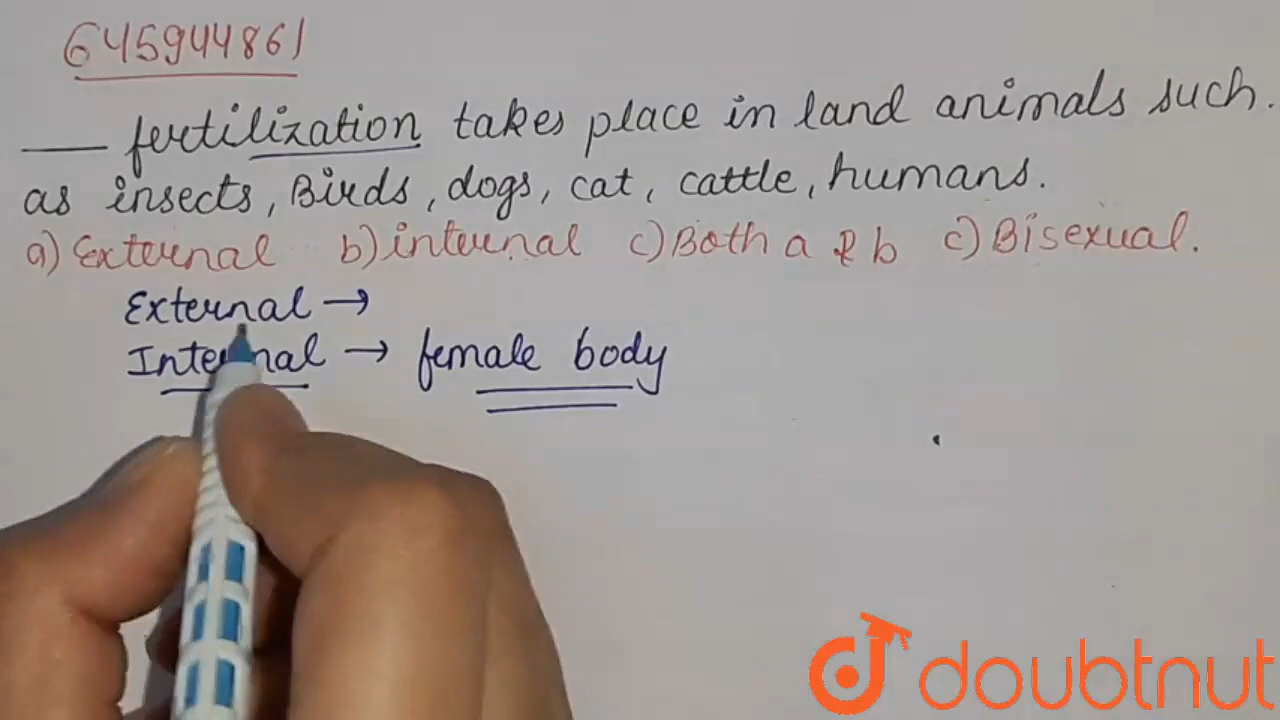 645944861
___ fertilization takes place in land animals such.
as insects, Birds, dogs, cat, cattle, humans.
a) External b) internal c) Both a & b c) Bisexual.
External →
Internal → female body
doubtnut